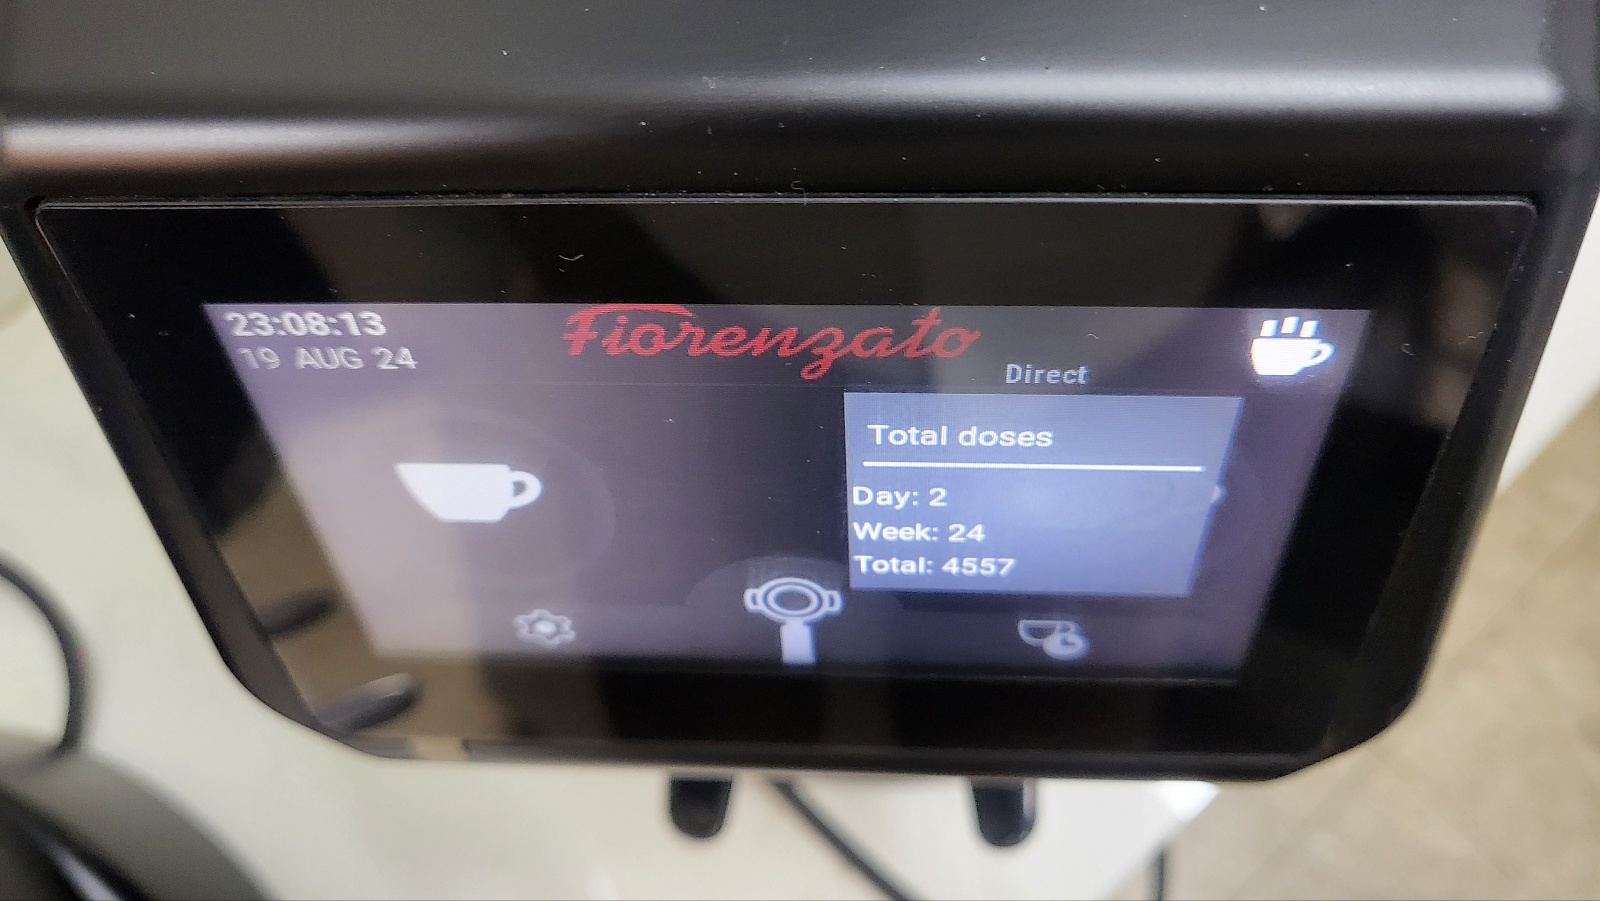 23:08:13
19 AUG 24
Fiorenzato
Direct
Total doses
Day: 2
Week: 24
Total: 4557